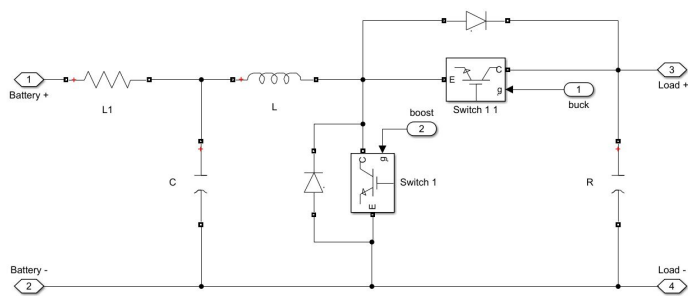 1
Battery +
L1
L
C
E
C
g
Switch 1 1
1
buck
3
Load +
boost
2
C
g
E
Switch 1
C
R
Battery -
2
Load -
4